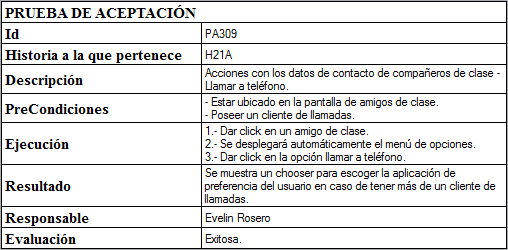 PRUEBA DE ACEPTACIÓN
Id PA309
Historia a la que pertenece H21A
Descripción Acciones con los datos de contacto de compañeros de clase -
Llamar a teléfono.
PreCondiciones - Estar ubicado en la pantalla de amigos de clase.
- Poseer un cliente de llamadas.
Ejecución 1.- Dar click en un amigo de clase.
2.- Se desplegará automáticamente el menú de opciones.
3.- Dar click en la opción llamar a teléfono.
Resultado Se muestra un chooser para escoger la aplicación de
preferencia del usuario en caso de tener más de un cliente de
llamadas.
Responsable Evelin Rosero
Evaluación Exitosa.